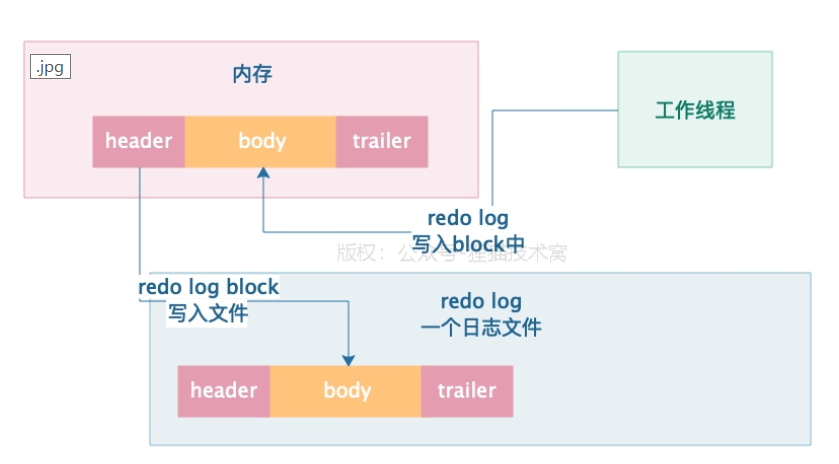 .jpg
内存
工作线程
header
body
trailer
redo log
写入block中
版权：公众号-狸猫技术窝
redo log block
写入文件
redo log
一个日志文件
header
body
trailer